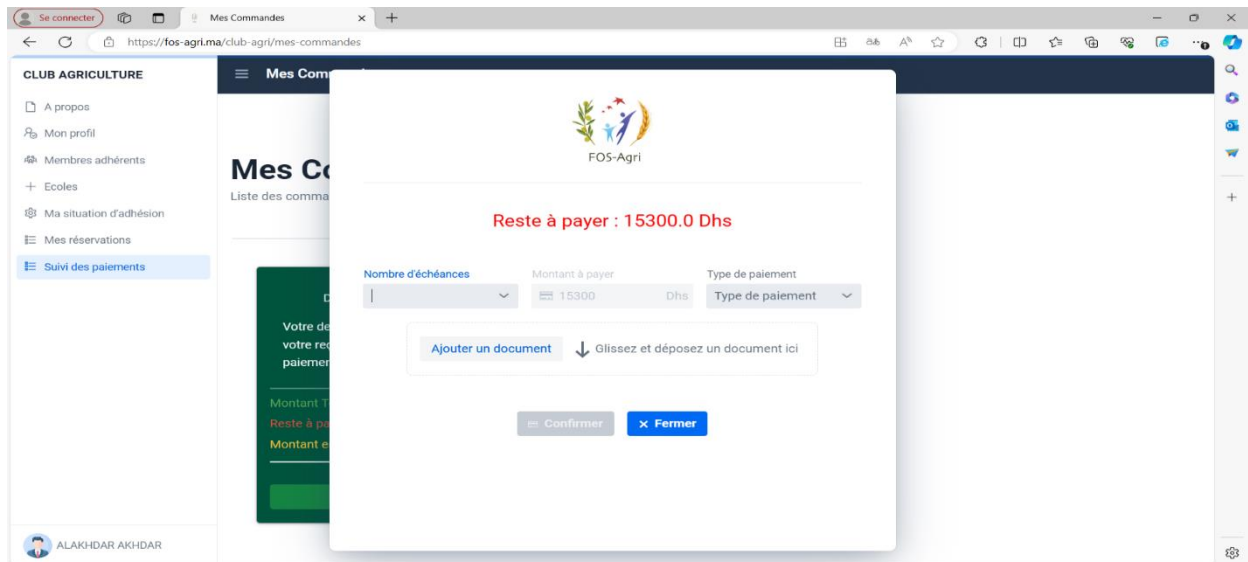 Se connecter
Mes Commandes
https://fos-agri.ma/club-agri/mes-commandes
CLUB AGRICULTURE
A propos
Mon profil
Membres adhérents
Ecoles
Ma situation d'adhésion
Mes réservations
Suivi des paiements
ALAKHDAR AKHDAR
Mes Com
Mes Co
Liste des comma
D
Votre de
votre rec
paiemer
Montant T
Reste à pa
Montant e
FOS-Agri
Reste à payer : 15300.0 Dhs
Nombre d'échéances
Montant à payer
Type de paiement
15300 Dhs
Type de paiement
Ajouter un document
Glissez et déposez un document ici
Confirmer
Fermer